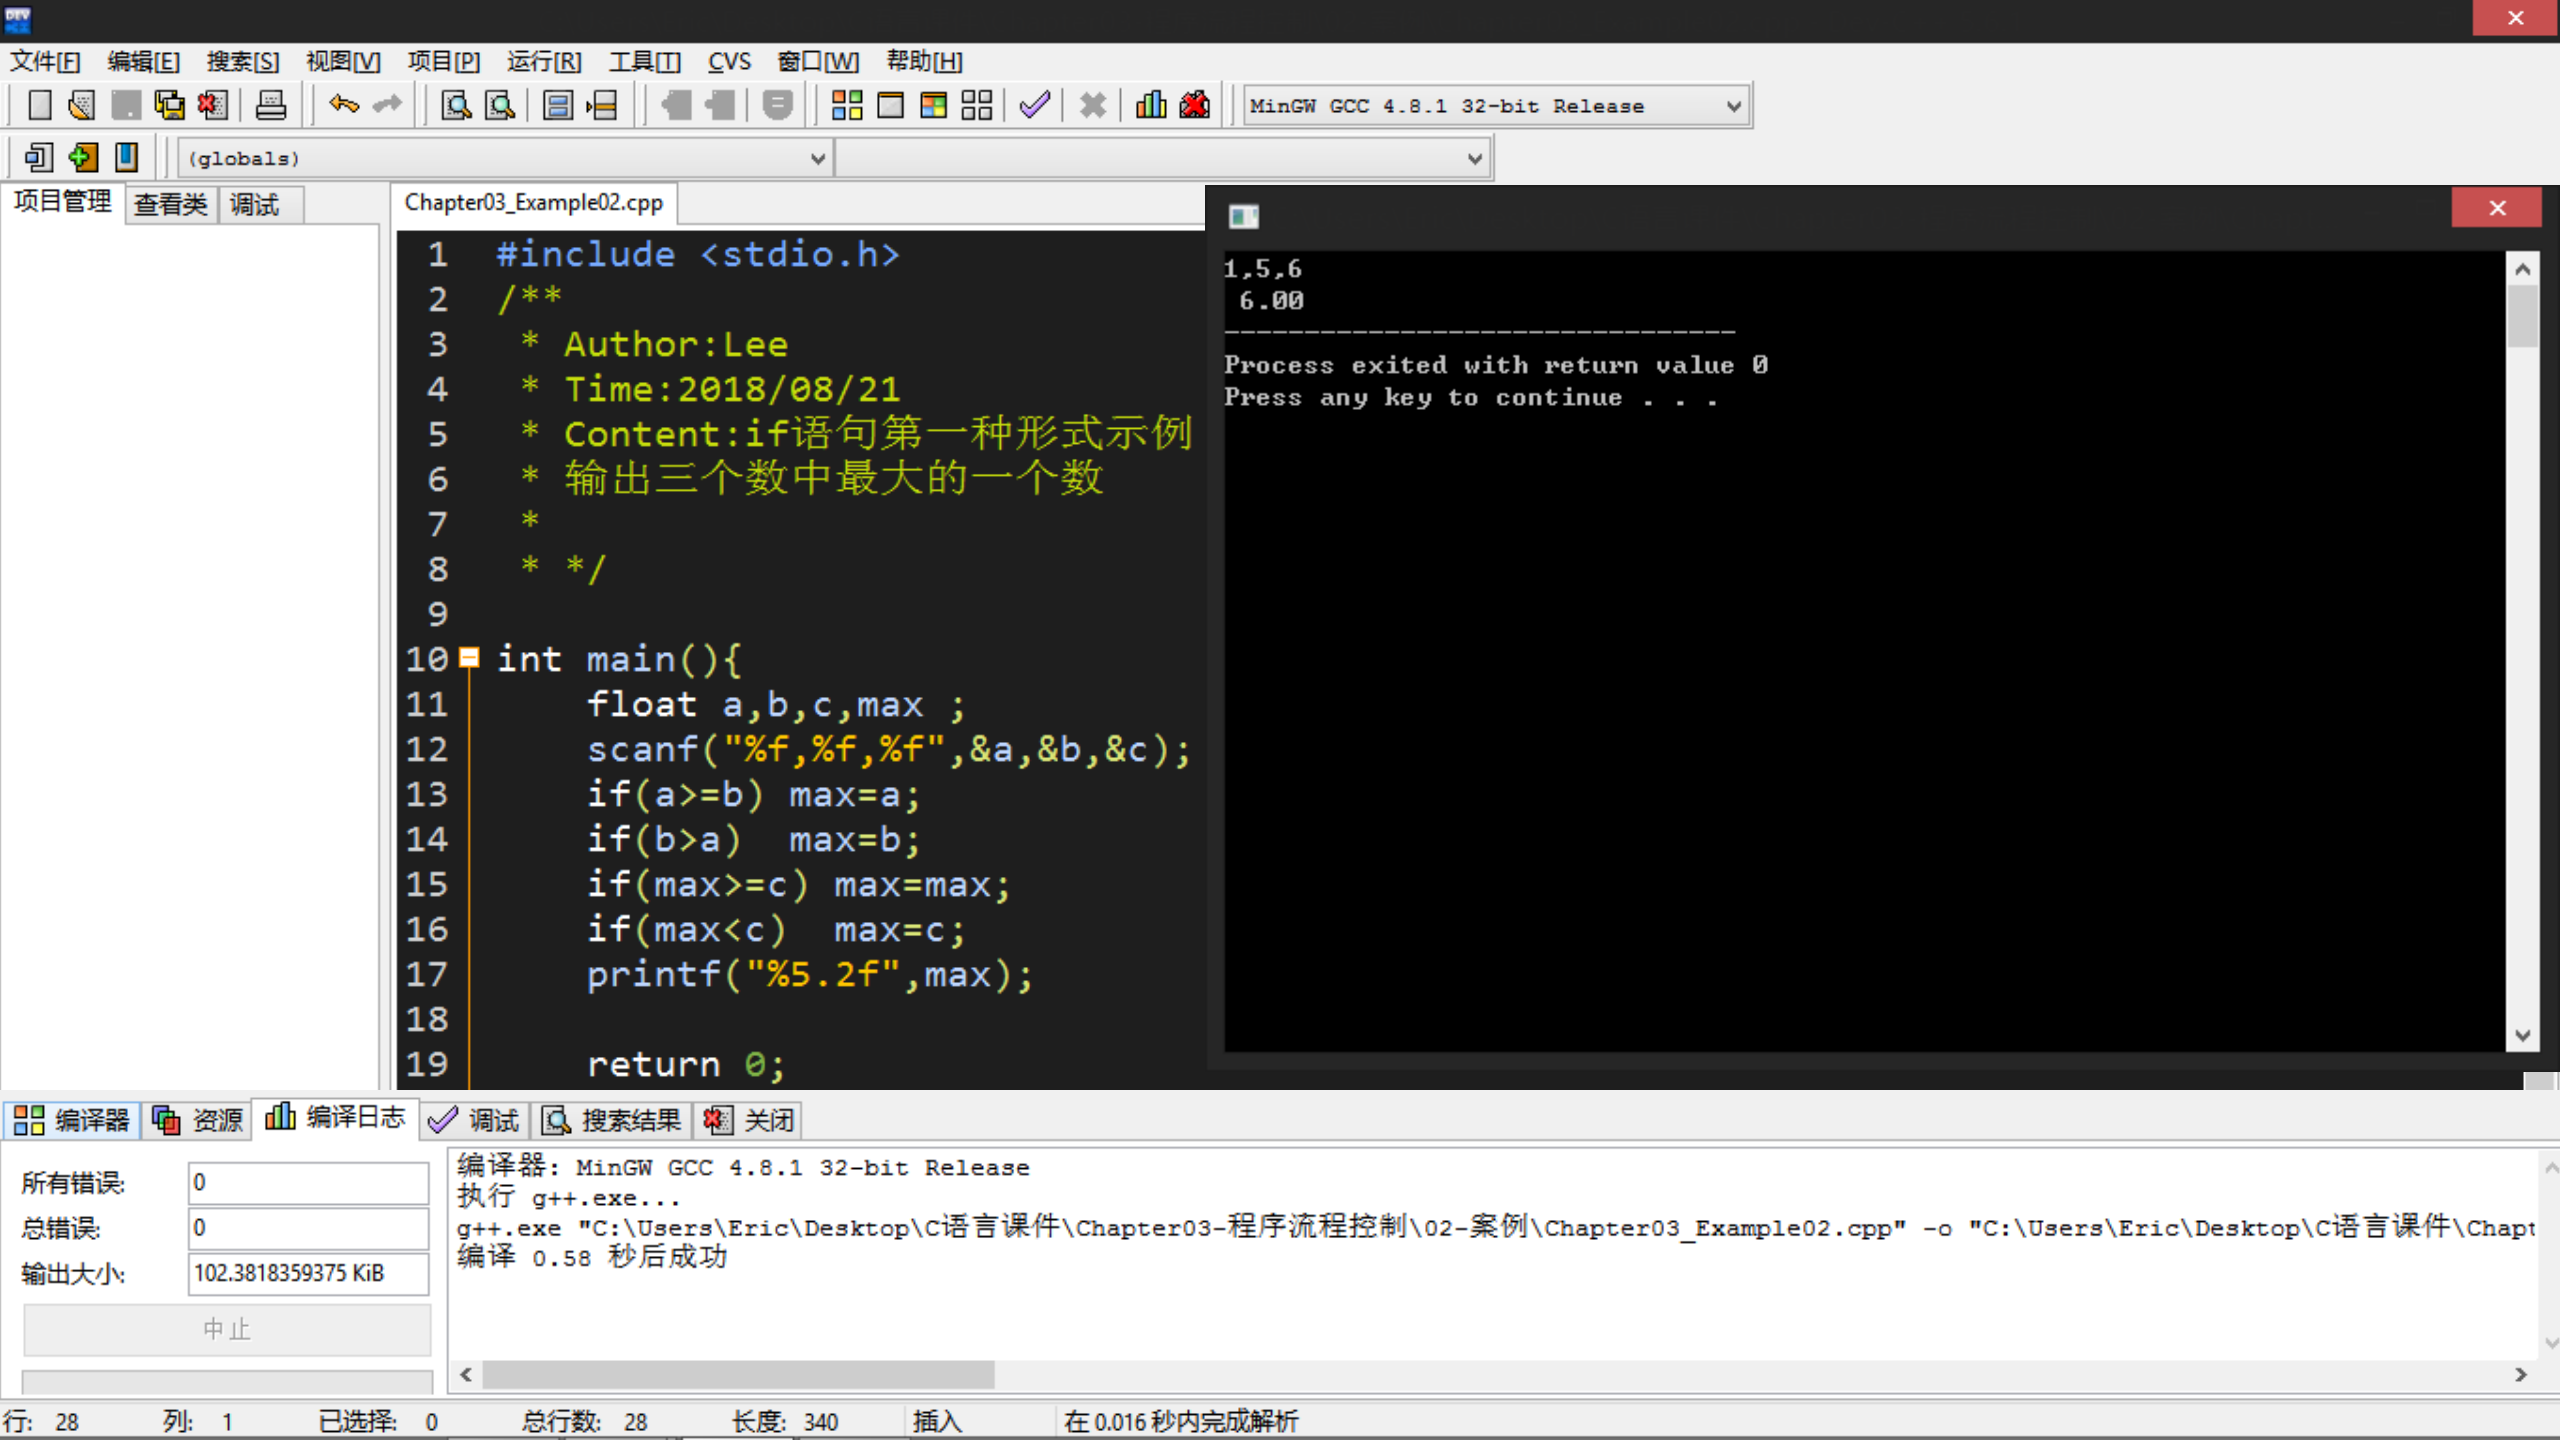 DEV
文件[F] 编辑[E] 搜索[S] 视图[V] 项目[P] 运行[R] 工具[T] CVS 窗口[W] 帮助[H]
MinGW GCC 4.8.1 32-bit Release
(globals)
项目管理 查看类 调试
Chapter03_Example02.cpp
1 #include <stdio.h>
2 /**
3 * Author:Lee
4 * Time:2018/08/21
5 * Content:if语句第一种形式示例
6 * 输出三个数中最大的一个数
7 *
8 * */
9
10 int main(){
11 float a,b,c,max ;
12 scanf("%f,%f,%f",&a,&b,&c);
13 if(a>=b) max=a;
14 if(b>a)  max=b;
15 if(max>=c) max=max;
16 if(max<c)  max=c;
17 printf("%5.2f",max);
18
19 return 0;
1,5,6
6.00
--------------------------------
Process exited with return value 0
Press any key to continue . . .
编译器 资源 编译日志 调试 搜索结果 关闭
所有错误: 0
总错误: 0
输出大小: 102.3818359375 KiB
中止
编译器: MinGW GCC 4.8.1 32-bit Release
执行 g++.exe...
g++.exe "C:\Users\Eric\Desktop\C语言课件\Chapter03-程序流程控制\02-案例\Chapter03_Example02.cpp" -o "C:\Users\Eric\Desktop\C语言课件\Chapt
编译 0.58 秒后成功
行: 28 列: 1 已选择: 0 总行数: 28 长度: 340 插入 在 0.016 秒内完成解析